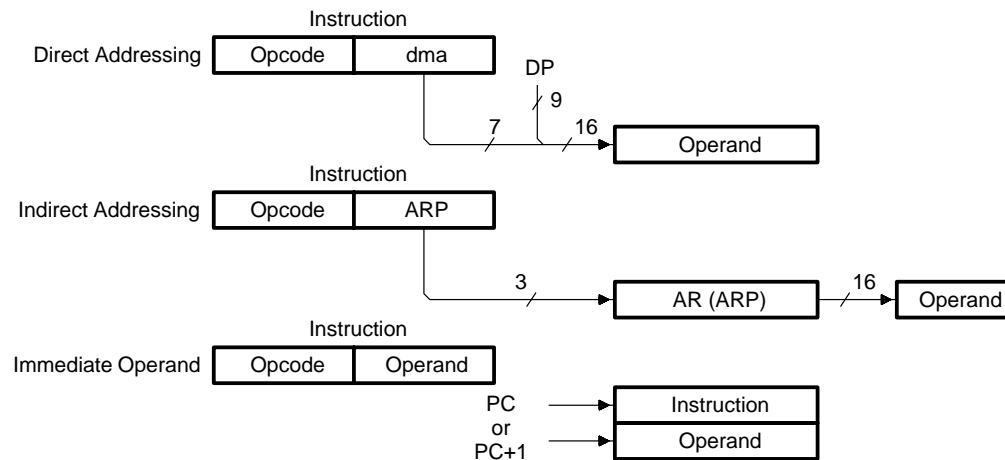 Instruction
Direct Addressing Opcode dma
DP
9
7 16
Operand
Instruction
Indirect Addressing Opcode ARP
3 AR (ARP) 16 Operand
Instruction
Immediate Operand Opcode Operand
PC Instruction
or
PC+1 Operand